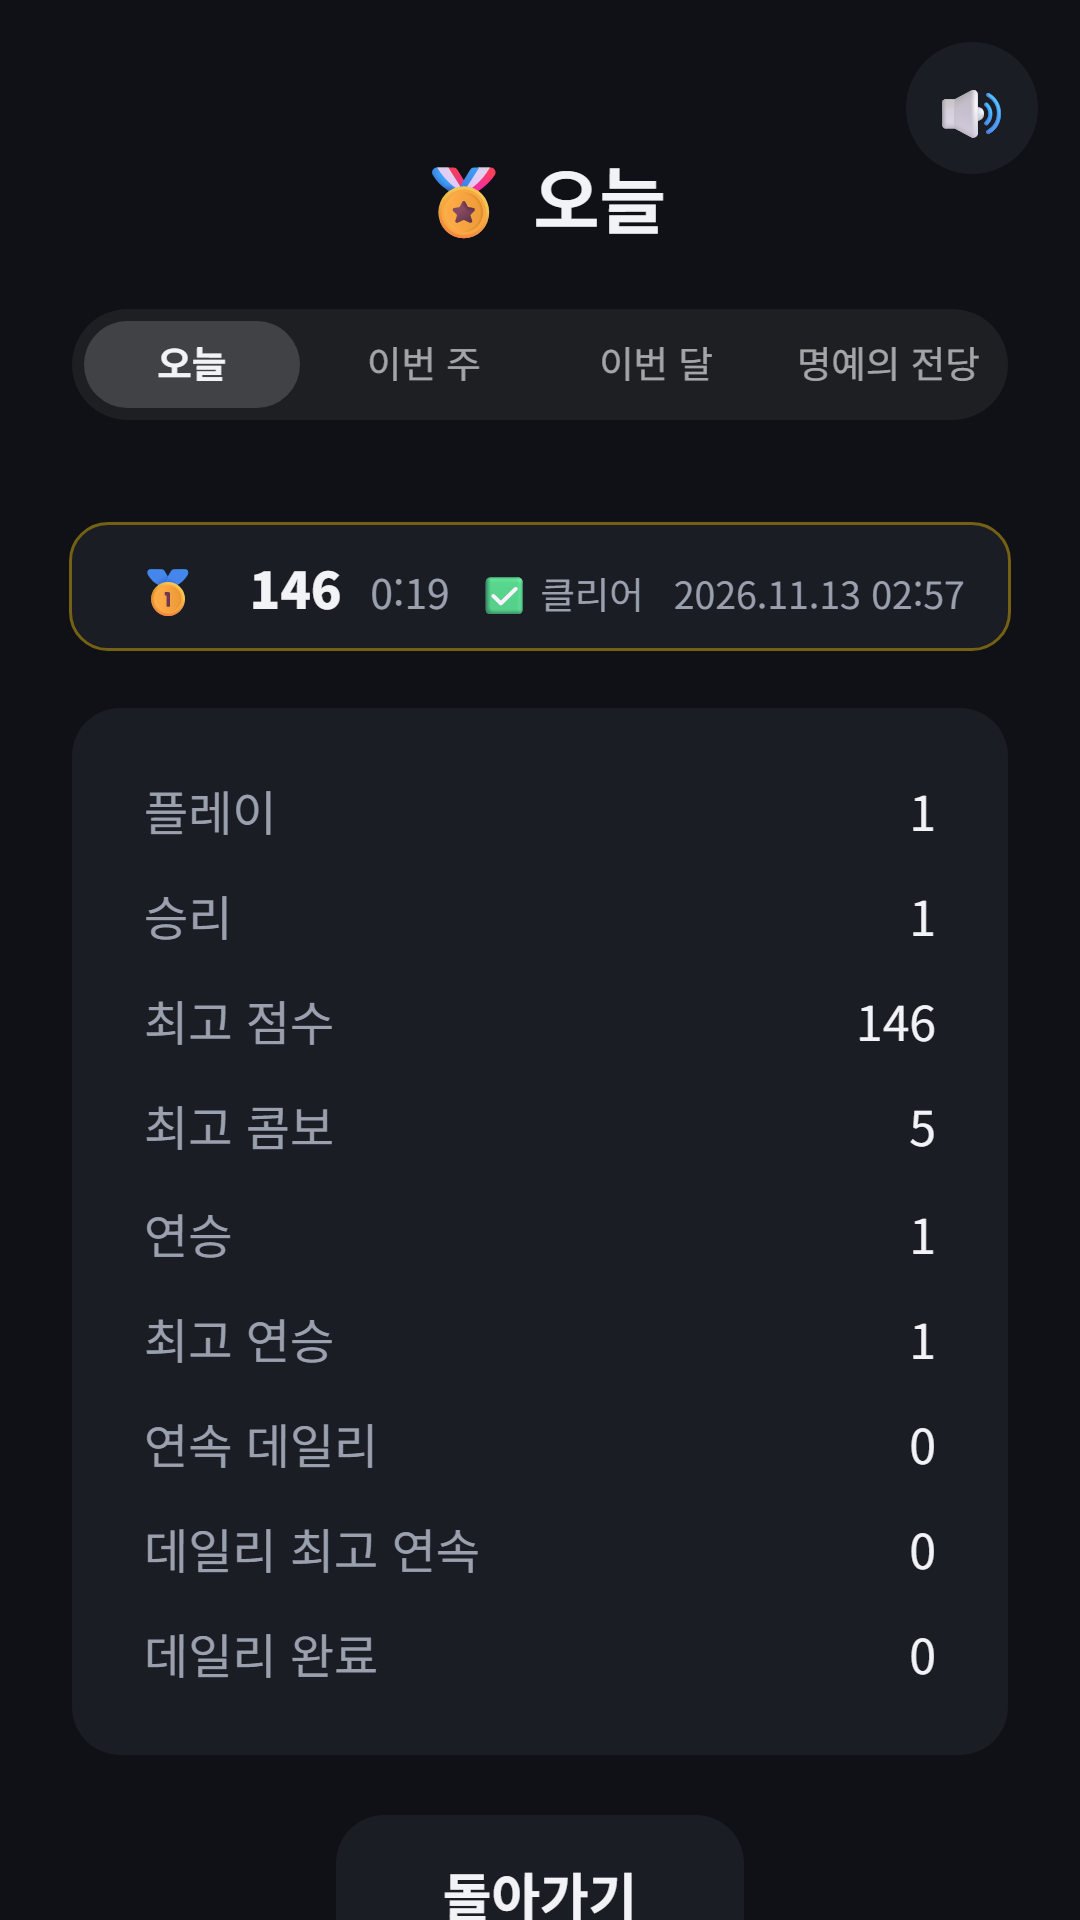 오늘
오늘 이번 주 이번 달 명예의 전당
1 146 0:19 클리어 2026.11.13 02:57
플레이 1
승리 1
최고 점수 146
최고 콤보 5
연승 1
최고 연승 1
연속 데일리 0
데일리 최고 연속 0
데일리 완료 0
돌아가기